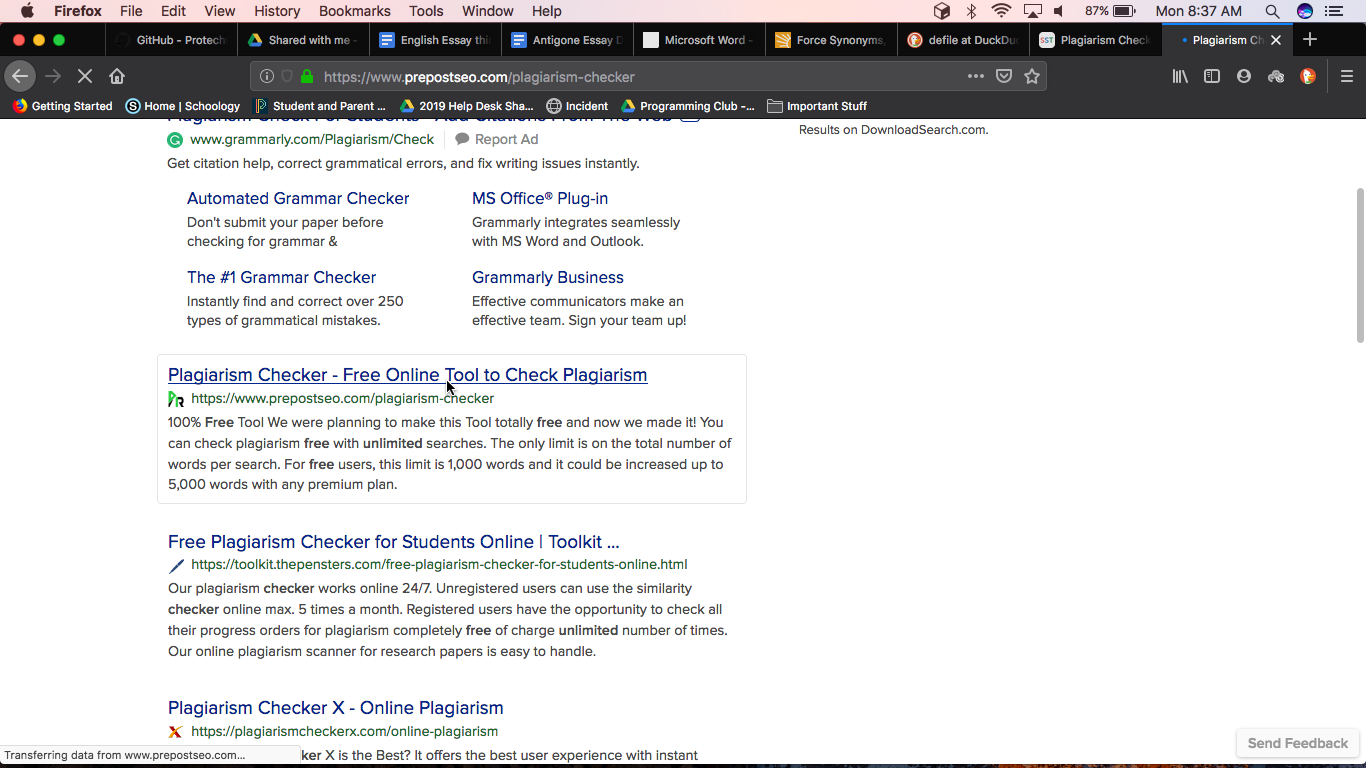 Firefox File Edit View History Bookmarks Tools Window Help 87% Mon 8:37 AM
GitHub - Protech Shared with me - English Essay thi Antigone Essay D Microsoft Word - Force Synonyms, defile at DuckDu SST Plagiarism Check Plagiarism Ch
https://www.prepostseo.com/plagiarism-checker
Getting Started Home | Schoology Student and Parent ... 2019 Help Desk Sha... Incident Programming Club -... Important Stuff
Plagiarism Check For Students - Add Citations From The Web
www.grammarly.com/Plagiarism/Check Report Ad
Results on DownloadSearch.com.
Get citation help, correct grammatical errors, and fix writing issues instantly.
Automated Grammar Checker
Don't submit your paper before
checking for grammar &
MS Office® Plug-in
Grammarly integrates seamlessly
with MS Word and Outlook.
The #1 Grammar Checker
Instantly find and correct over 250
types of grammatical mistakes.
Grammarly Business
Effective communicators make an
effective team. Sign your team up!
Plagiarism Checker - Free Online Tool to Check Plagiarism
https://www.prepostseo.com/plagiarism-checker
100% Free Tool We were planning to make this Tool totally free and now we made it! You
can check plagiarism free with unlimited searches. The only limit is on the total number of
words per search. For free users, this limit is 1,000 words and it could be increased up to
5,000 words with any premium plan.
Free Plagiarism Checker for Students Online | Toolkit ...
https://toolkit.thepensters.com/free-plagiarism-checker-for-students-online.html
Our plagiarism checker works online 24/7. Unregistered users can use the similarity
checker online max. 5 times a month. Registered users have the opportunity to check all
their progress orders for plagiarism completely free of charge unlimited number of times.
Our online plagiarism scanner for research papers is easy to handle.
Plagiarism Checker X - Online Plagiarism
https://plagiarismcheckerx.com/online-plagiarism
Transferring data from www.prepostseo.com... ker X is the Best? It offers the best user experience with instant
Send Feedback